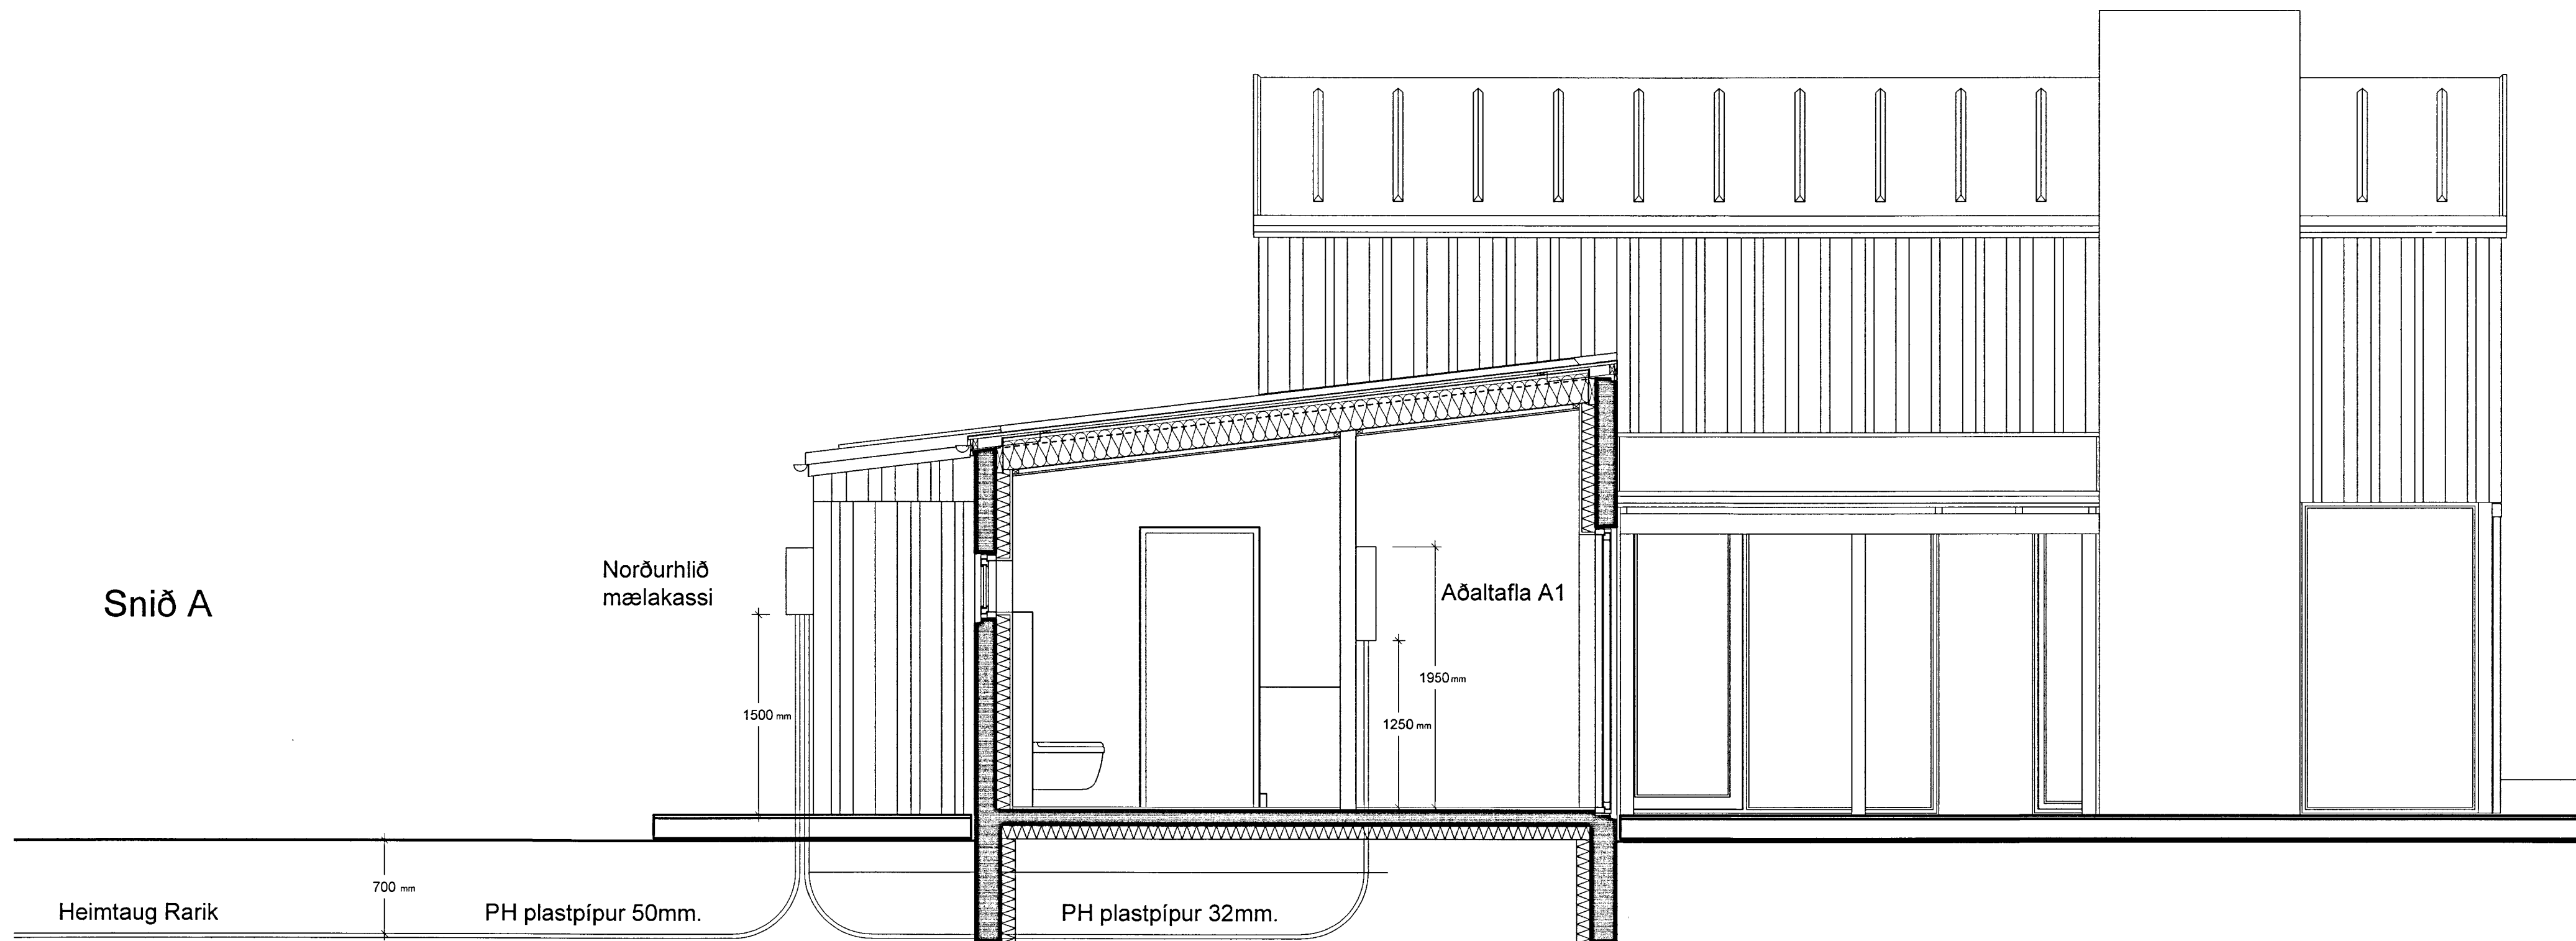 Snið A
Norðurhlið
mælakassi
Aðaltafla A1
1950 mm
1500 mm
1250 mm
700 mm
Heimtaug Rarik
PH plastpípur 50mm.
PH plastpípur 32mm.